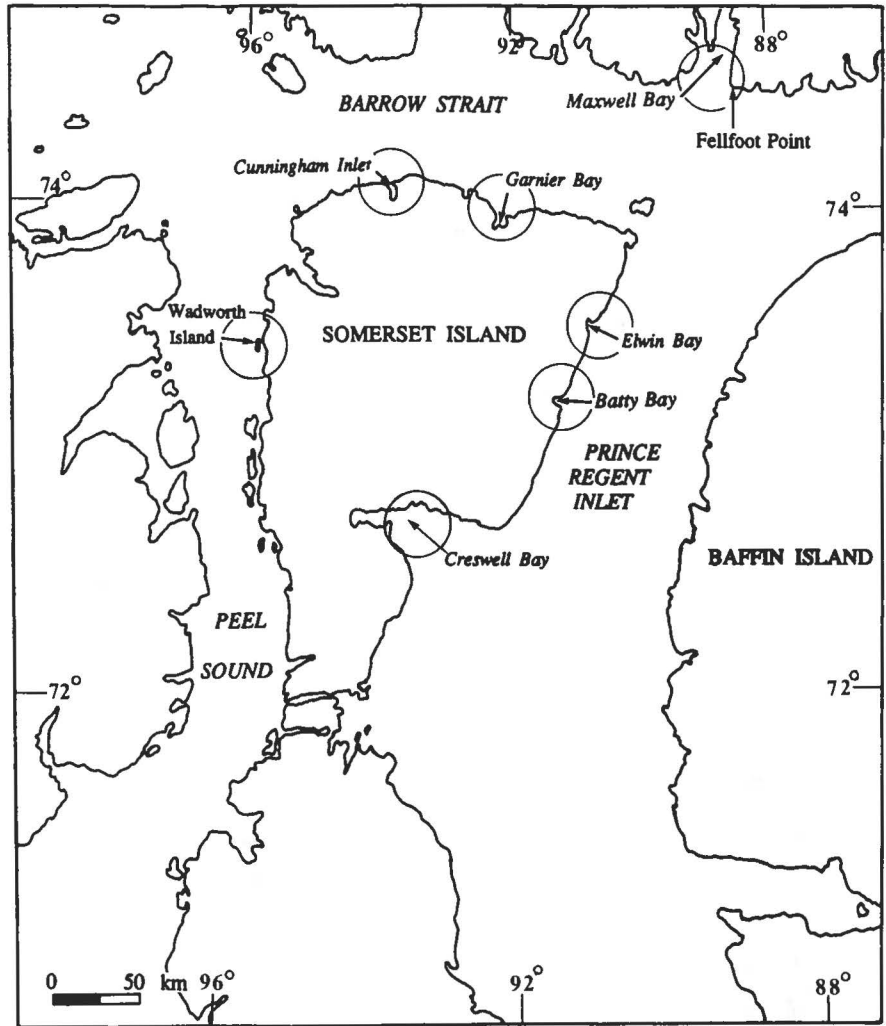 96°
92°
88°
BARROW STRAIT
Maxwell Bay
Fellfoot Point
Cunningham Inlet
Garnier Bay
74°
74°
Wadworth
Island
SOMERSET ISLAND
Elwin Bay
Batty Bay
PRINCE
REGENT
INLET
Creswell Bay
BAFFIN ISLAND
PEEL
SOUND
72°
72°
0 50 km
96°
92°
88°